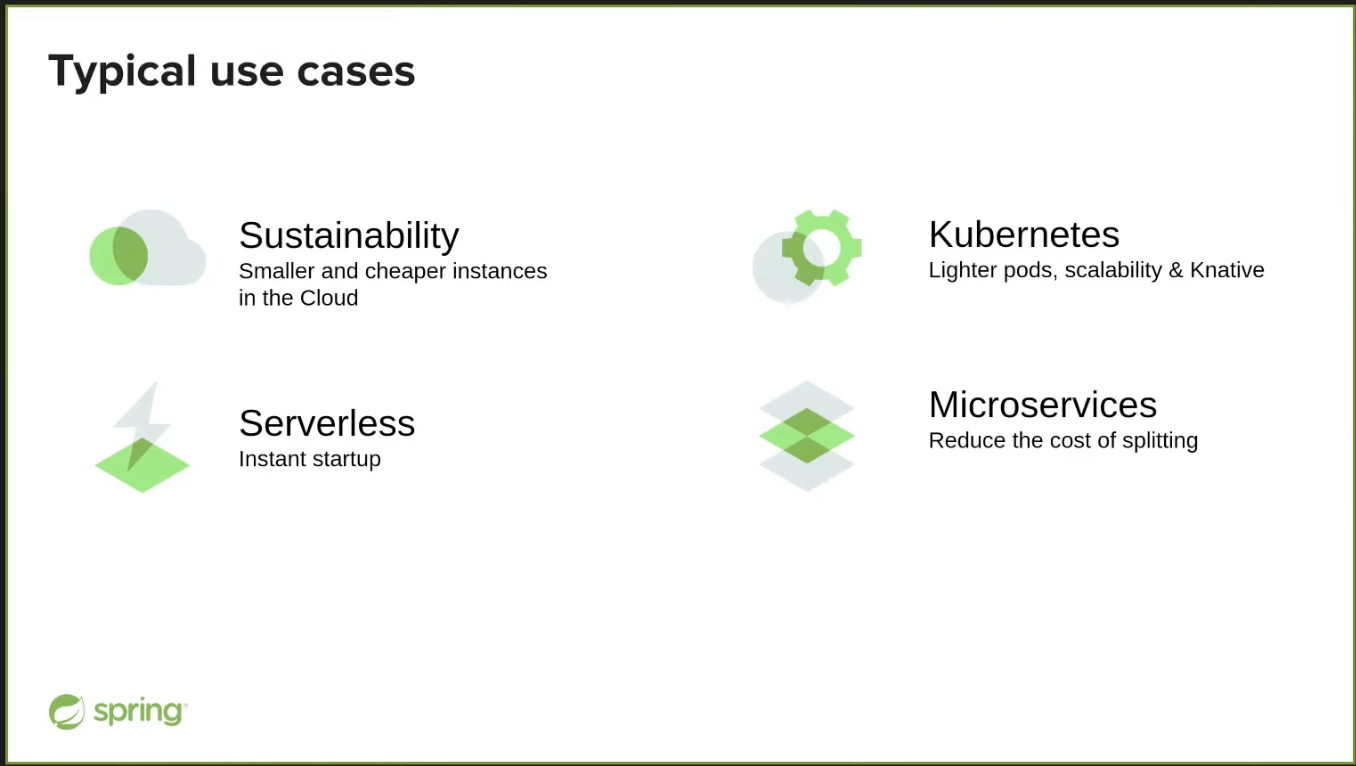 Typical use cases
Sustainability
Smaller and cheaper instances
in the Cloud
Kubernetes
Lighter pods, scalability & Knative
Serverless
Instant startup
Microservices
Reduce the cost of splitting
spring®